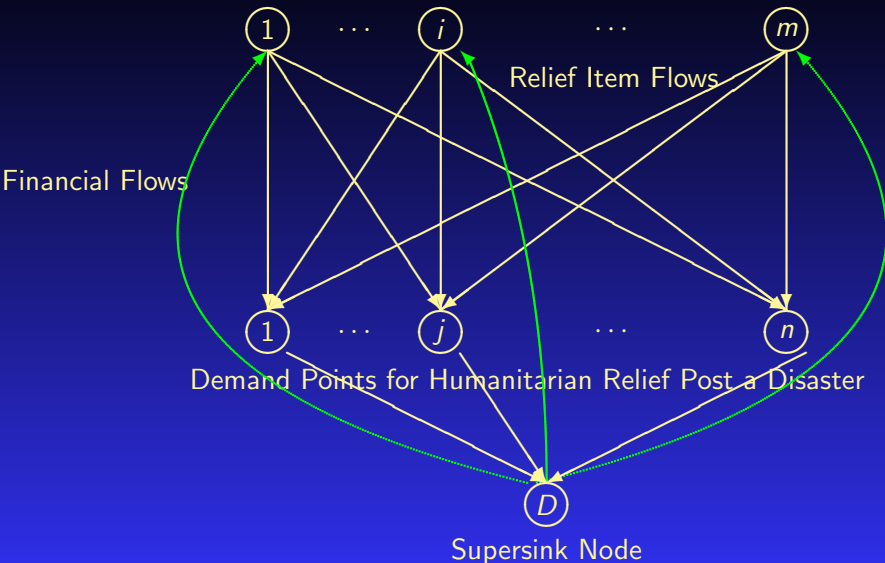 1 ··· i ··· m
Relief Item Flows
Financial Flows
1 ··· j ··· n
Demand Points for Humanitarian Relief Post a Disaster
D
Supersink Node